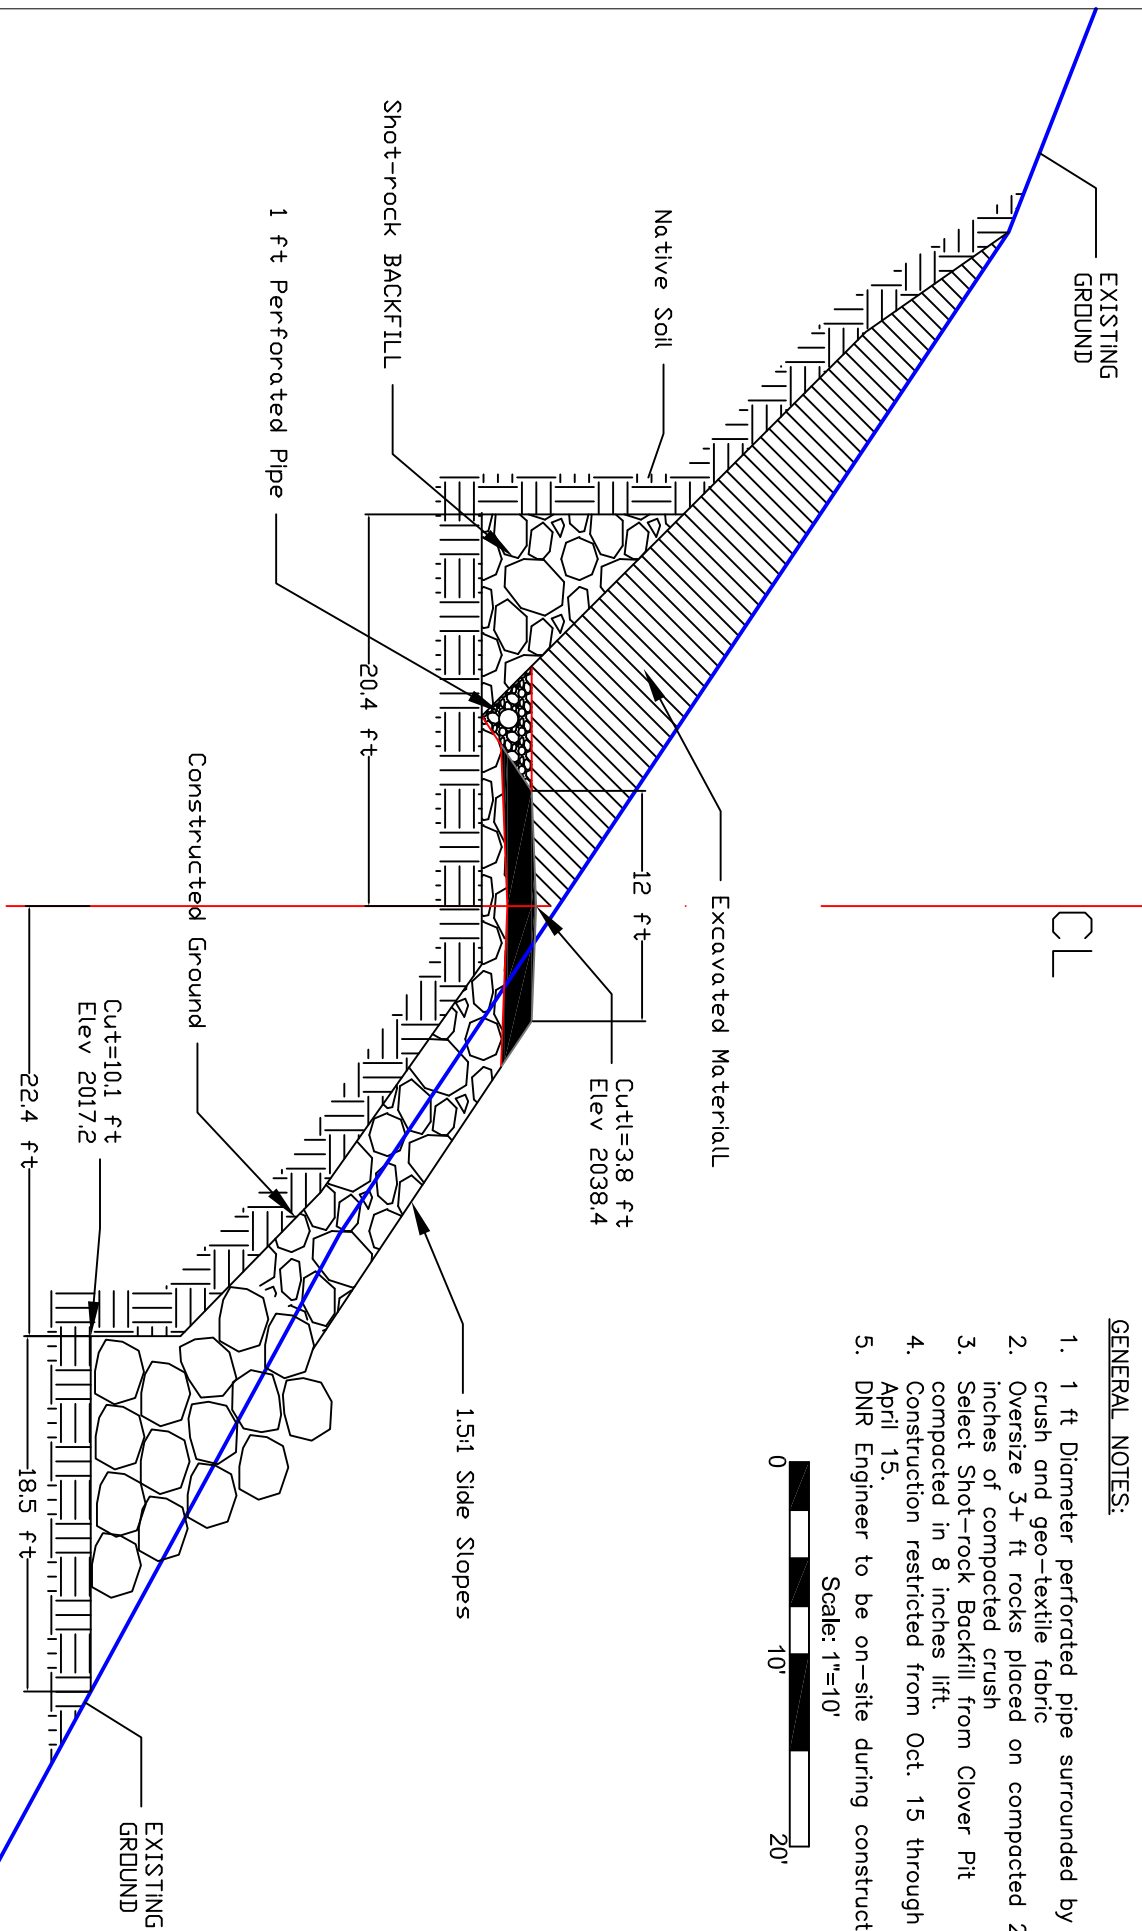 GENERAL NOTES:
1. 1 ft Diameter perforated pipe surrounded by
crush and geo-textile fabric
2. Oversize 3+ ft rocks placed on compacted
inches of compacted crush
3. Select Shot-rock Backfill from Clover Pit
compacted in 8 inches lift.
4. Construction restricted from Oct. 15 through
April 15.
5. DNR Engineer to be on-site during
0
10'
20'
Scale: 1"=10'
EXISTING
GROUND
CL
Native Soil
Excavated MaterialL
12 ft
Cutl=3.8 ft
Elev 2038.4
Shot-rock BACKFILL
1 ft Perforated Pipe
20.4 ft
1.5:1 Side Slopes
Constructed Ground
Cut=10.1 ft
Elev 2017.2
22.4 ft
18.5 ft
EXISTING
GROUND